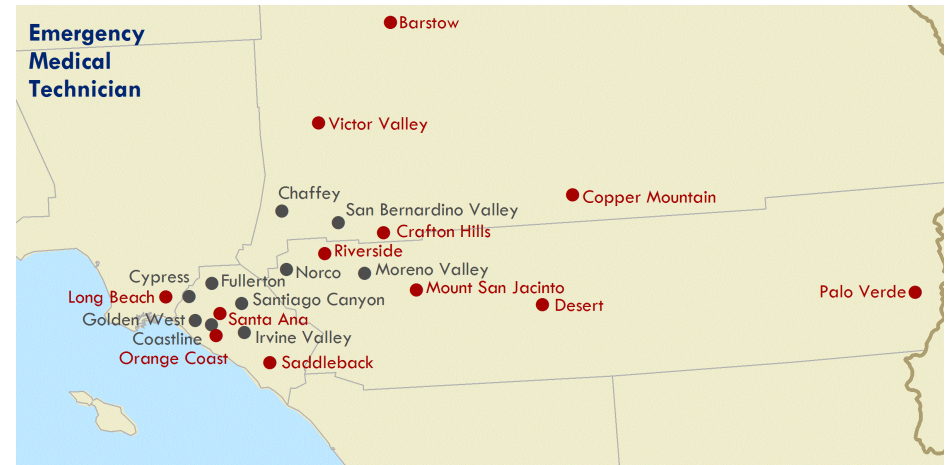 Emergency
Medical
Technician
Barstow
Victor Valley
Chaffey
Copper Mountain
San Bernardino Valley
Crafton Hills
Riverside
Norco
Moreno Valley
Cypress
Fullerton
Mount San Jacinto
Long Beach
Santiago Canyon
Desert
Palo Verde
Golden West
Santa Ana
Coastline
Irvine Valley
Orange Coast
Saddleback